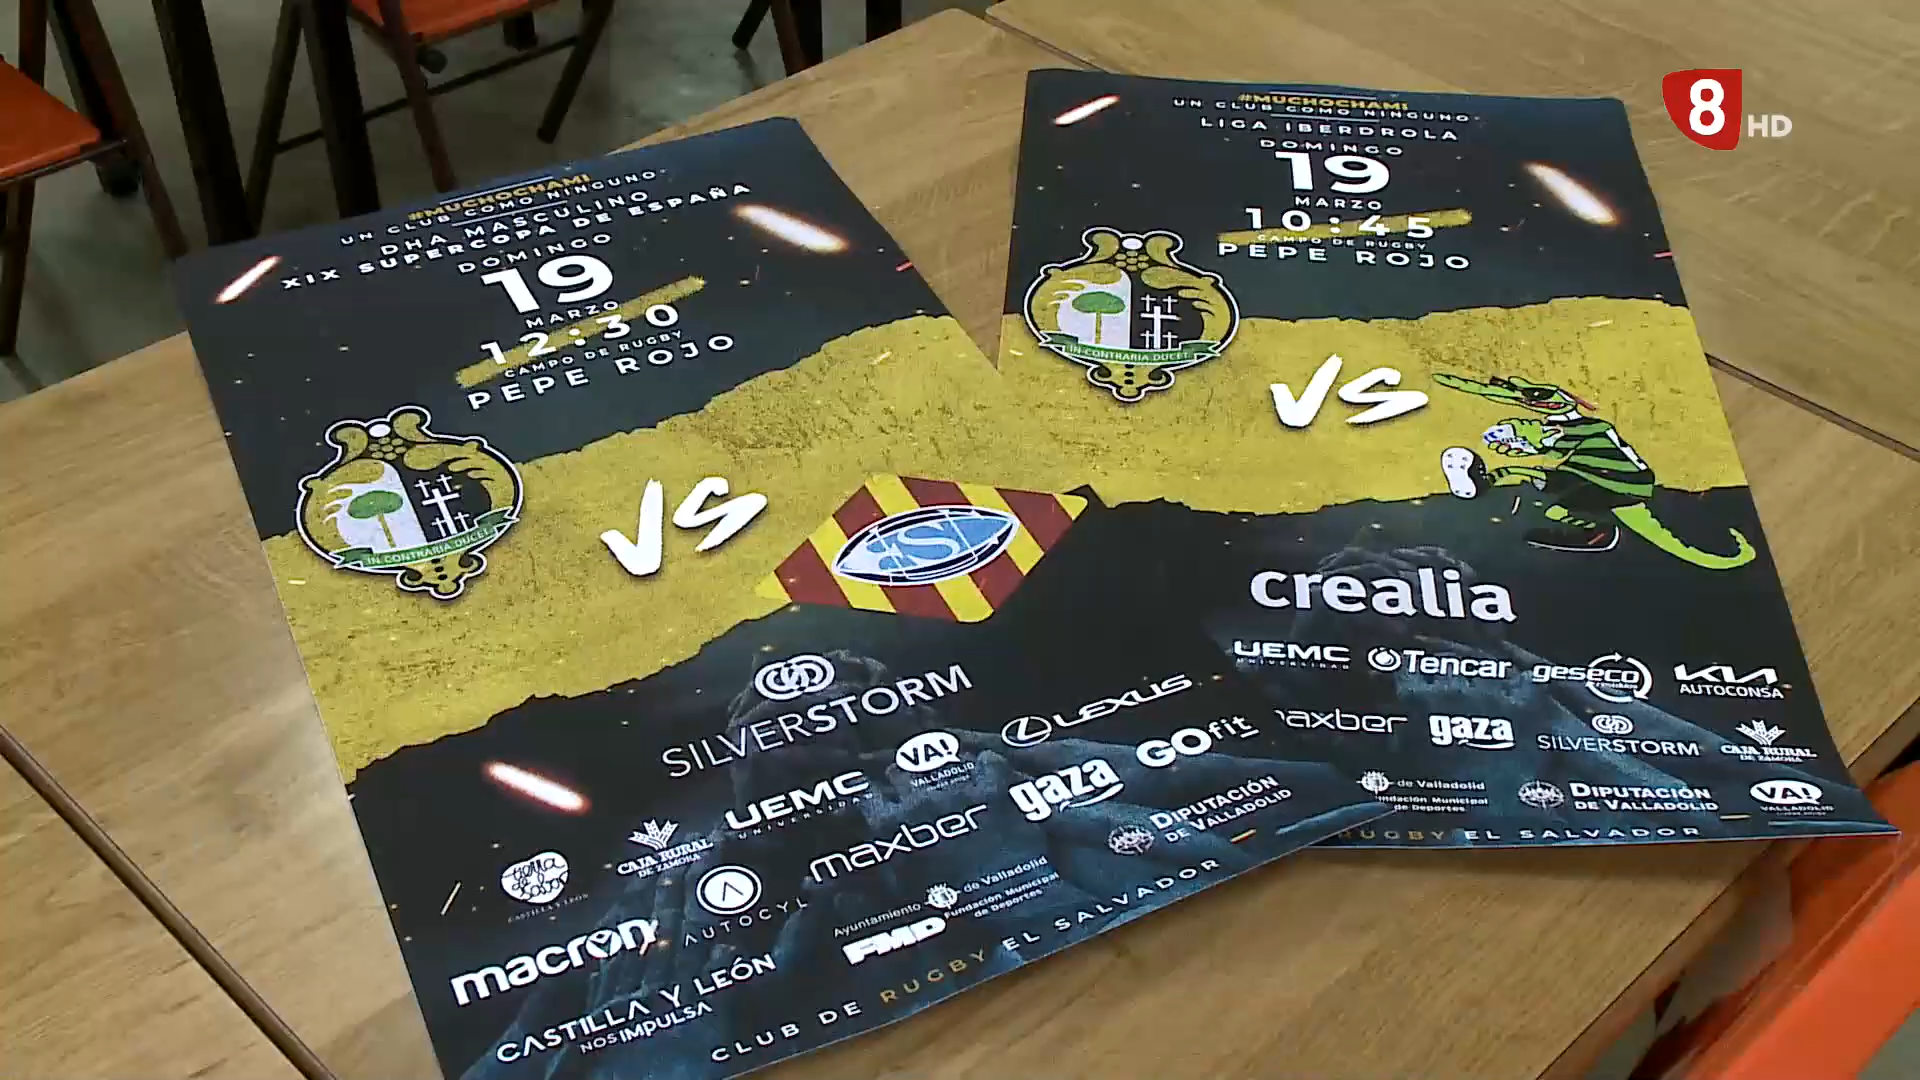 #MUCHOCHAMI
UN CLUB COMO NINGUNO
DHA MASCULINO
XIX SUPERCOPA DE ESPAÑA
DOMINGO
19
MARZO
12:30
CAMPO DE RUGBY
PEPE ROJO
IN CONTRARIA DUCET
VS
SILVERSTORM
LEXUS
UEMC
UNIVERSIDAD
VA!
VALLADOLID
GOfit
CAJA RURAL
DE ZAMORA
maxber
gaza
DIPUTACIÓN
DE VALLADOLID
CASTILLA Y LEÓN
AUTOCYL
macron
Ayuntamiento de Valladolid
Fundación Municipal
de Deportes
FMD
CASTILLA Y LEÓN
NOS IMPULSA
CLUB DE RUGBY EL SALVADOR
#MUCHOCHAMI
UN CLUB COMO NINGUNO
LIGA IBERDROLA
DOMINGO
19
MARZO
10:45
CAMPO DE RUGBY
PEPE ROJO
IN CONTRARIA DUCET
VS
crealia
UEMC
UNIVERSIDAD
Tencar
geseco
KIA
AUTOCONSA
axber
gaza
SILVERSTORM
CAJA RURAL
DE ZAMORA
de Valladolid
Municipal
de Deportes
DIPUTACIÓN
DE VALLADOLID
VA!
VALLADOLID
RUGBY EL SALVADOR
8 HD